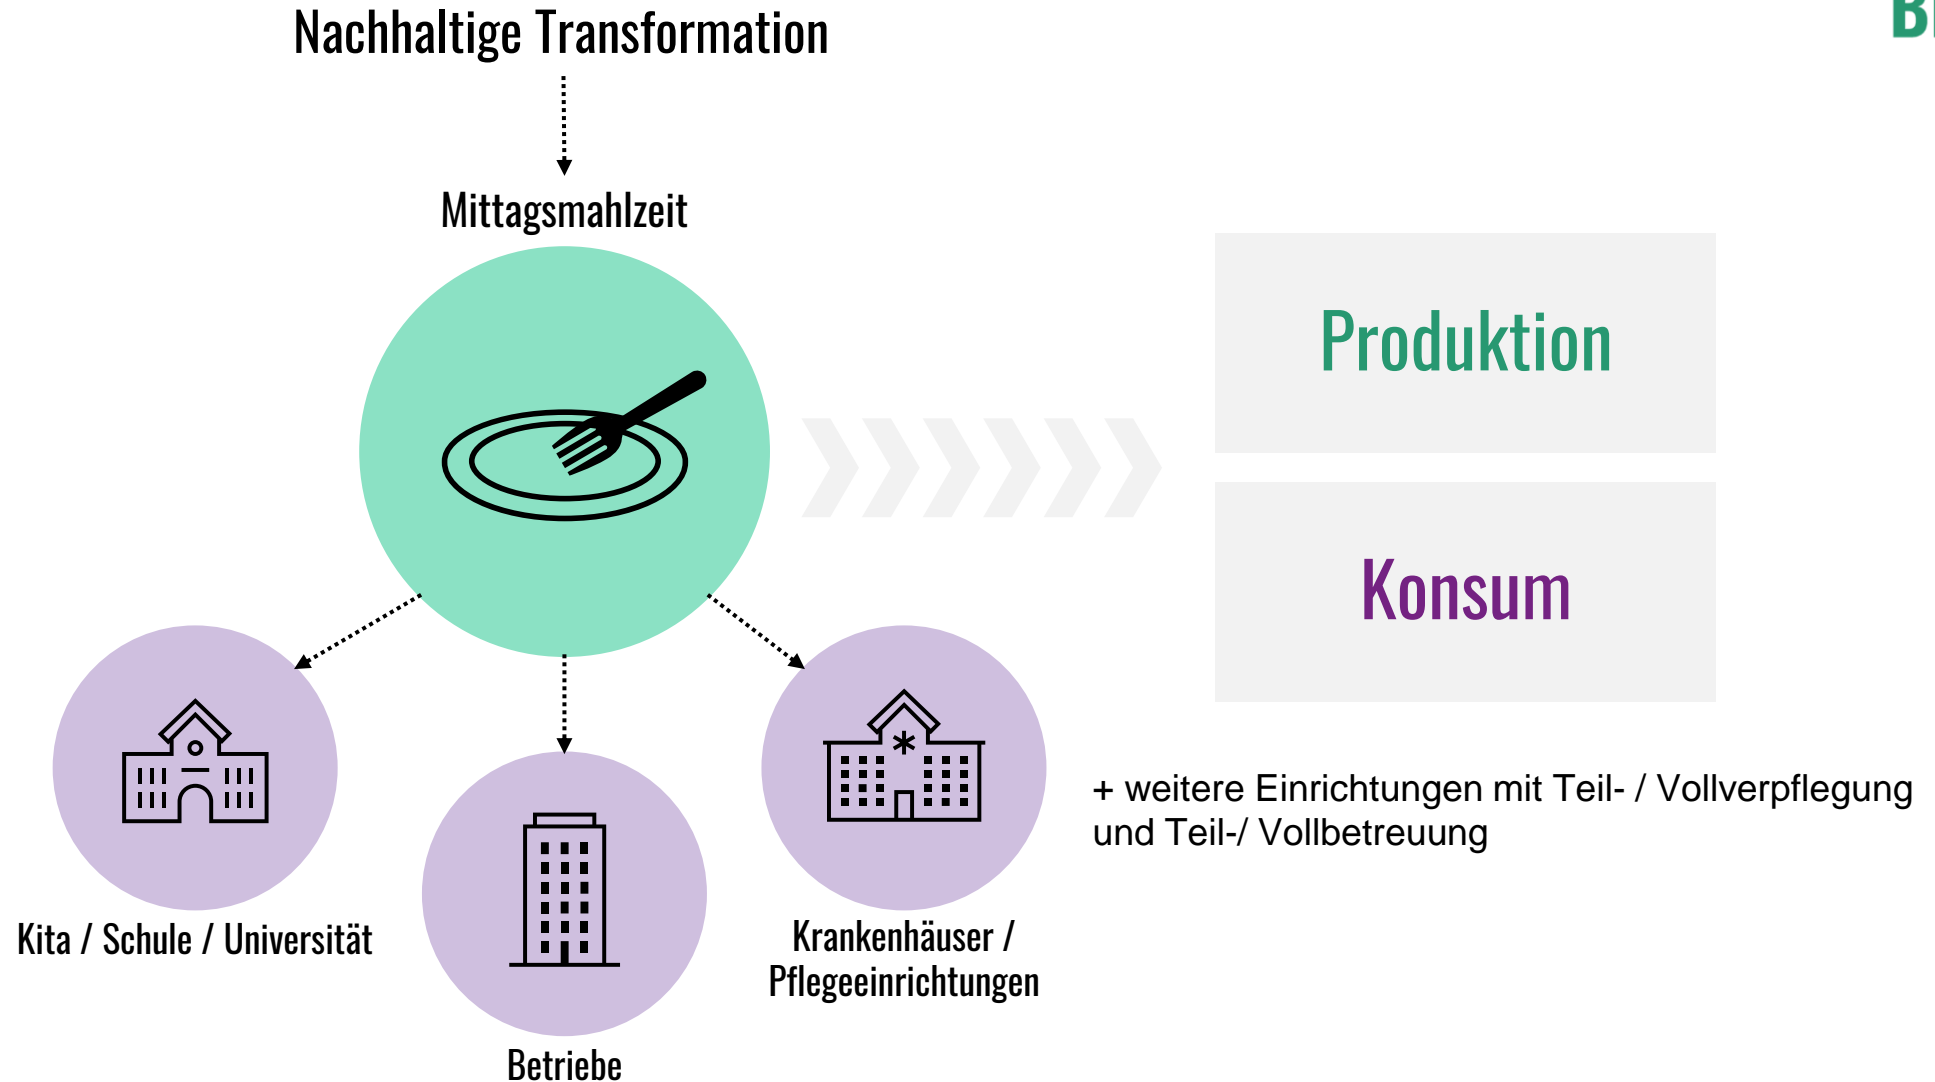 Nachhaltige Transformation
Mittagsmahlzeit
Produktion
Konsum
+ weitere Einrichtungen mit Teil- / Vollverpflegung
und Teil-/ Vollbetreuung
Kita / Schule / Universität
Krankenhäuser /
Pflegeeinrichtungen
Betriebe